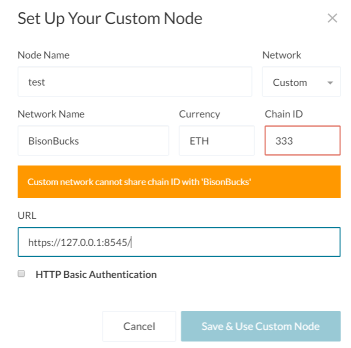 Set Up Your Custom Node
Node Name
Network
test
Custom
Network Name
Currency
Chain ID
BisonBucks
ETH
333
Custom network cannot share chain ID with 'BisonBucks'
URL
https://127.0.0.1:8545/
HTTP Basic Authentication
Cancel
Save & Use Custom Node